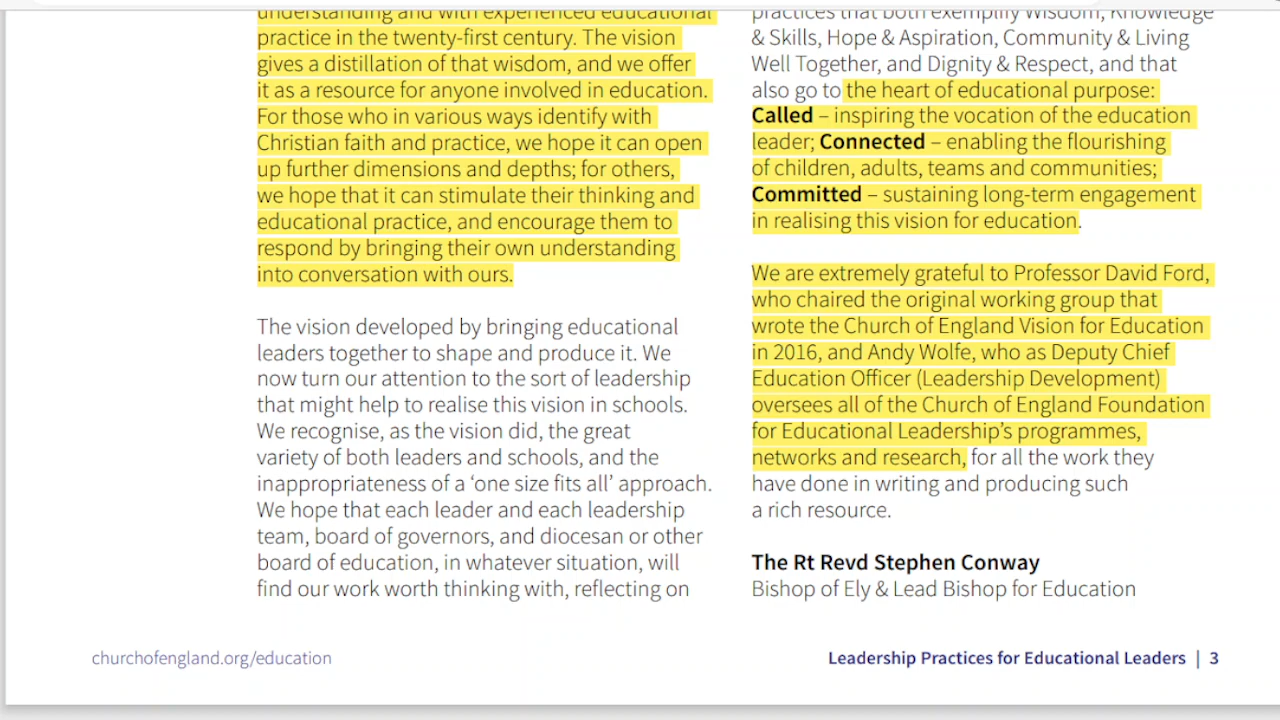 understanding and with experienced educational
practice in the twenty-first century. The vision
gives a distillation of that wisdom, and we offer
it as a resource for anyone involved in education.
For those who in various ways identify with
Christian faith and practice, we hope it can open
up further dimensions and depths; for others,
we hope that it can stimulate their thinking and
educational practice, and encourage them to
respond by bringing their own understanding
into conversation with ours.
The vision developed by bringing educational
leaders together to shape and produce it. We
now turn our attention to the sort of leadership
that might help to realise this vision in schools.
We recognise, as the vision did, the great
variety of both leaders and schools, and the
inappropriateness of a ‘one size fits all’ approach.
We hope that each leader and each leadership
team, board of governors, and diocesan or other
board of education, in whatever situation, will
find our work worth thinking with, reflecting on
practices that both exemplify Wisdom, Knowledge
& Skills, Hope & Aspiration, Community & Living
Well Together, and Dignity & Respect, and that
also go to the heart of educational purpose:
Called – inspiring the vocation of the education
leader; Connected – enabling the flourishing
of children, adults, teams and communities;
Committed – sustaining long-term engagement
in realising this vision for education.
We are extremely grateful to Professor David Ford,
who chaired the original working group that
wrote the Church of England Vision for Education
in 2016, and Andy Wolfe, who as Deputy Chief
Education Officer (Leadership Development)
oversees all of the Church of England Foundation
for Educational Leadership’s programmes,
networks and research, for all the work they
have done in writing and producing such
a rich resource.
The Rt Revd Stephen Conway
Bishop of Ely & Lead Bishop for Education
churchofengland.org/education
Leadership Practices for Educational Leaders | 3